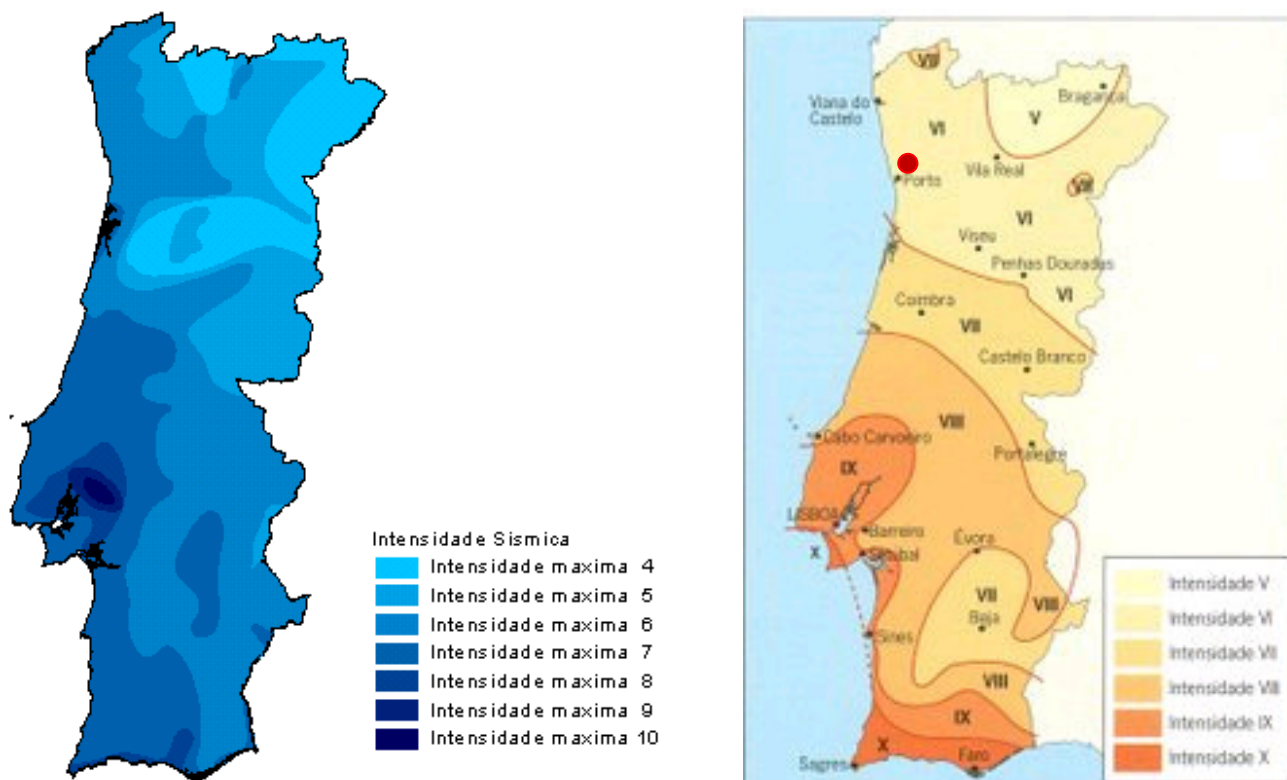 Intensidade Sismica
Intensidade maxima 4
Intensidade maxima 5
Intensidade maxima 6
Intensidade maxima 7
Intensidade maxima 8
Intensidade maxima 9
Intensidade maxima 10
VII
Bragança
Viana do
Castelo
V
VI
Vila Real
Porto
VII
VI
Viseu
Penhas Douradas
VI
Coimbra
VII
Castelo Branco
VIII
Cabo Carvoeiro
Portalegre
IX
LISBOA
Barreiro
Évora
X
Setúbal
VII
VIII
Beja
Sines
VIII
IX
X
Faro
Sagres
Intensidade V
Intensidade VI
Intensidade VII
Intensidade VIII
Intensidade IX
Intensidade X